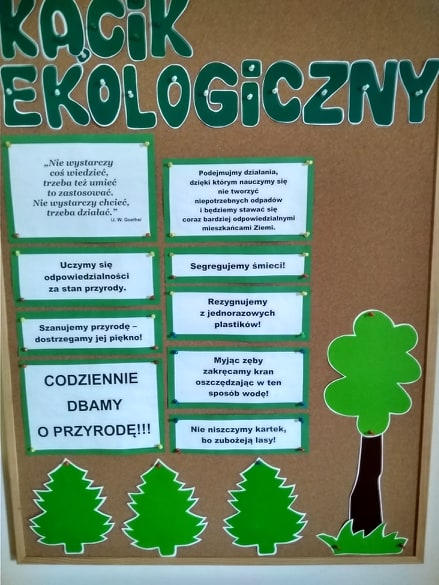 KĄCIK
EKOLOGICZNY
„Nie wystarczy
coś wiedzieć,
trzeba też umieć
to zastosować.
Nie wystarczy chcieć,
trzeba działać."
U. W. Goethe/
Uczymy się
odpowiedzialności
za stan przyrody.
Szanujemy przyrodę –
dostrzegamy jej piękno!
CODZIENNIE
DBAMY
O PRZYRODĘ!!!
Podejmujmy działania,
dzięki którym nauczymy się
nie tworzyć
niepotrzebnych odpadów
i będziemy stawać się
coraz bardziej odpowiedzialnymi
mieszkańcami Ziemi.
Segregujemy śmieci!
Rezygnujemy
z jednorazowych
plastików!
Myjąc zęby
zakręcamy kran
oszczędzając w ten
sposób wodę!
Nie niszczymy kartek,
bo zubożeją lasy!